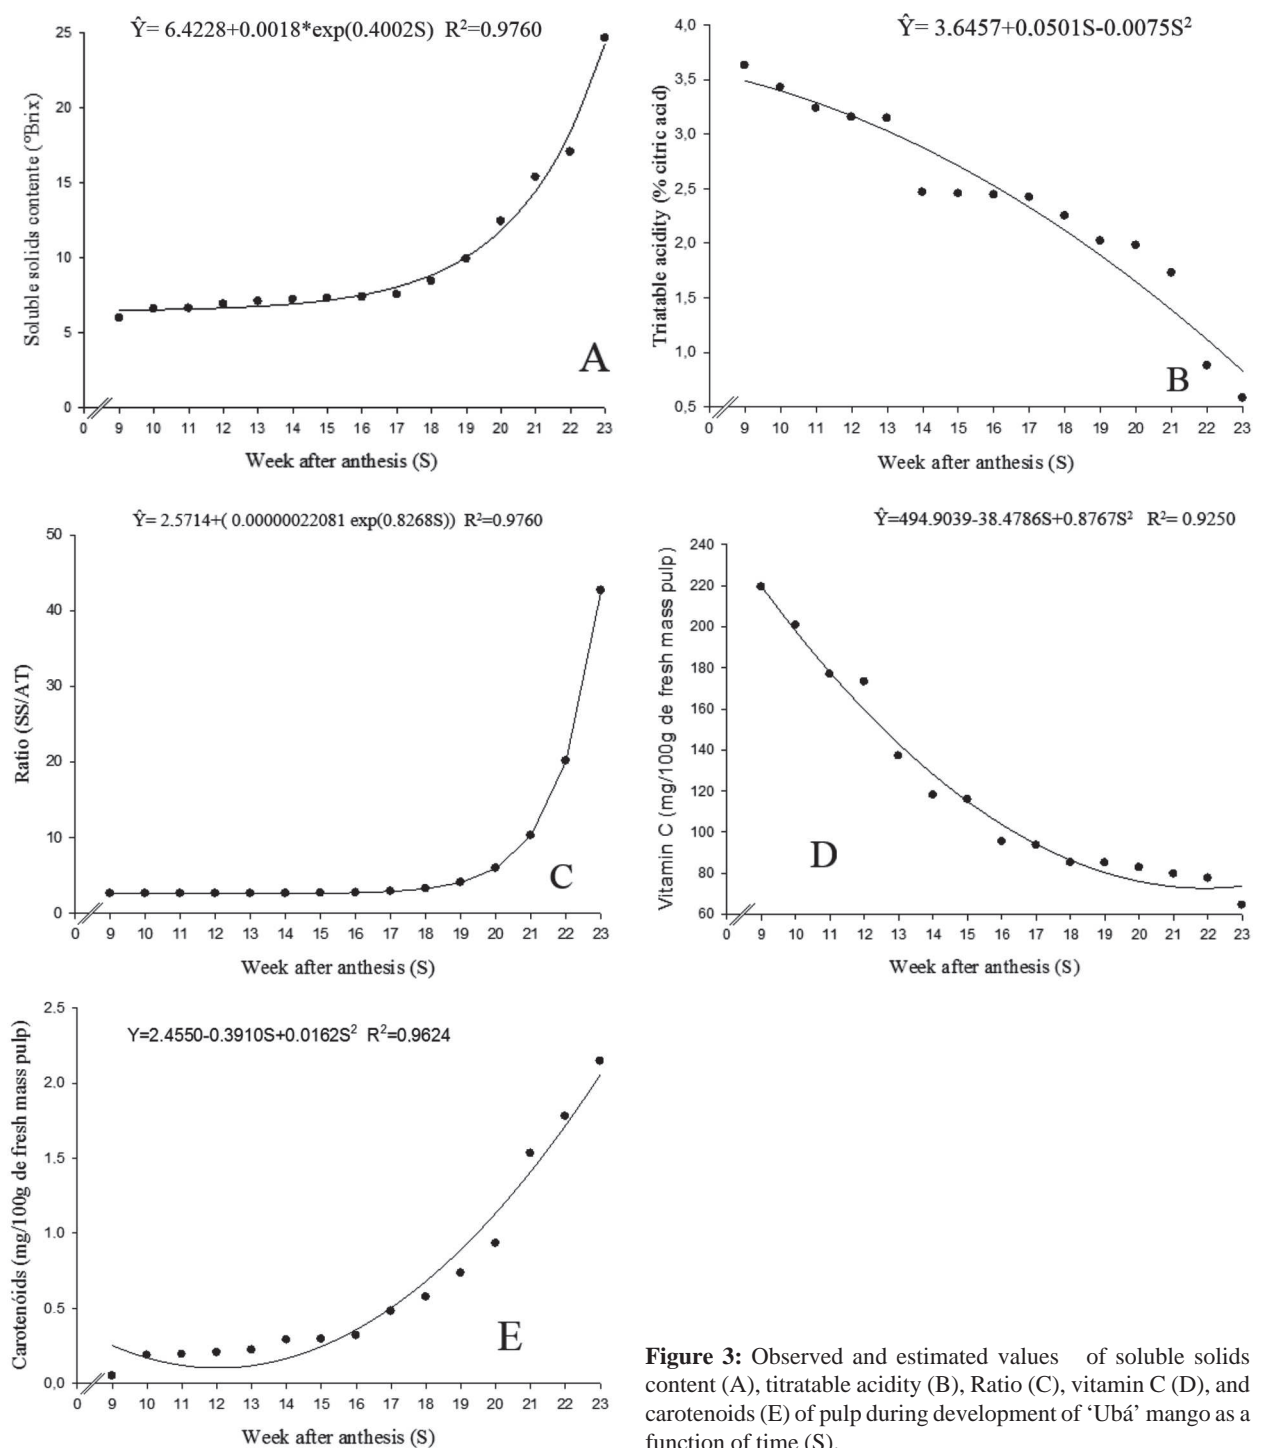 Ŷ= 6.4228+0.0018*exp(0.4002S) R²=0.9760
25
20
15
10
5
0
Soluble solids contente (ºBrix)
A
0 9 10 11 12 13 14 15 16 17 18 19 20 21 22 23
Week after anthesis (S)
Ŷ= 3.6457+0.0501S-0.0075S²
4,0
3,5
3,0
2,5
2,0
1,5
1,0
0,5
Triatable acidity (% citric acid)
B
0 9 10 11 12 13 14 15 16 17 18 19 20 21 22 23
Week after anthesis (S)
Ŷ= 2.5714+( 0.00000022081 exp(0.8268S)) R²=0.9760
50
40
30
20
10
0
Ratio (SS/AT)
C
0 9 10 11 12 13 14 15 16 17 18 19 20 21 22 23
Week after anthesis (S)
Ŷ=494.9039-38.4786S+0.8767S² R²= 0.9250
240
220
200
180
160
140
120
100
80
60
Vitamin C (mg/100g de fresh mass pulp)
D
0 9 10 11 12 13 14 15 16 17 18 19 20 21 22 23
Week after anthesis (S)
Y=2.4550-0.3910S+0.0162S² R²=0.9624
2.5
2.0
1.5
1.0
0.5
0,0
Carotenóids (mg/100g de fresh mass pulp)
E
0 9 10 11 12 13 14 15 16 17 18 19 20 21 22 23
Week after anthesis (S)
Figure 3: Observed and estimated values of soluble solids
content (A), titratable acidity (B), Ratio (C), vitamin C (D), and
carotenoids (E) of pulp during development of ‘Ubá’ mango as a
function of time (S).